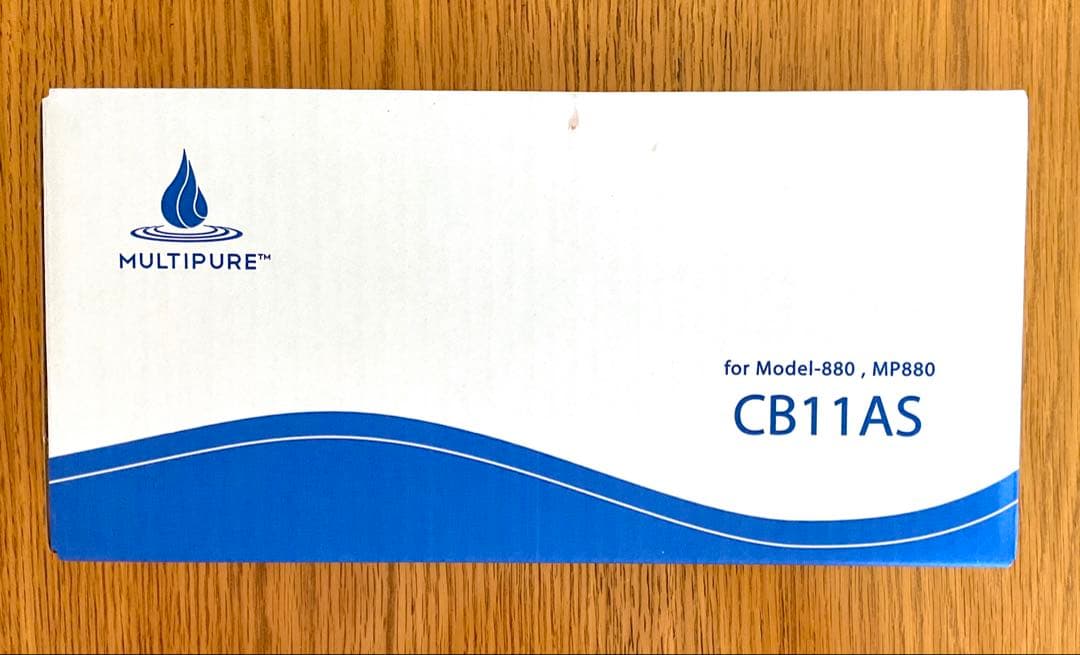 MULTIPURE™
for Model-880 , MP880
CB11AS